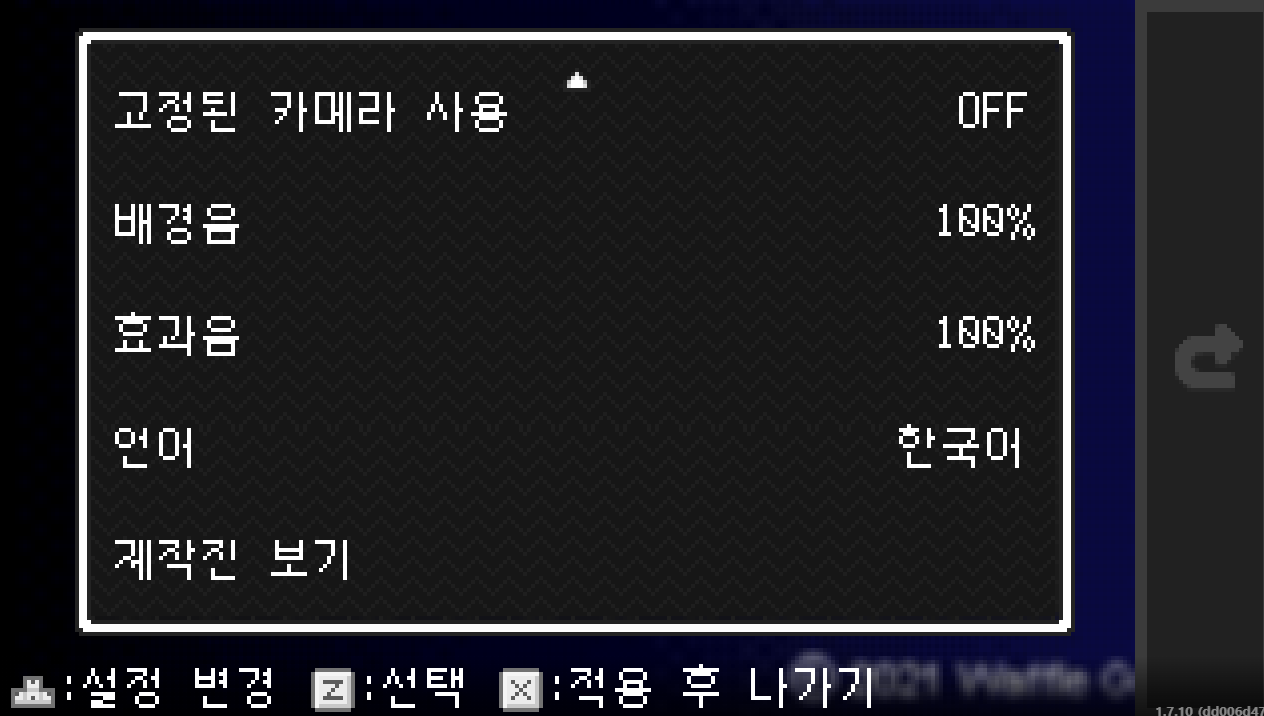 고정된 카메라 사용 OFF
배경음 100%
효과음 100%
언어 한국어
제작진 보기
:설정 변경 Z:선택 X:적용 후 나가기
2021 Wattle
1.7.10 (dd006d47